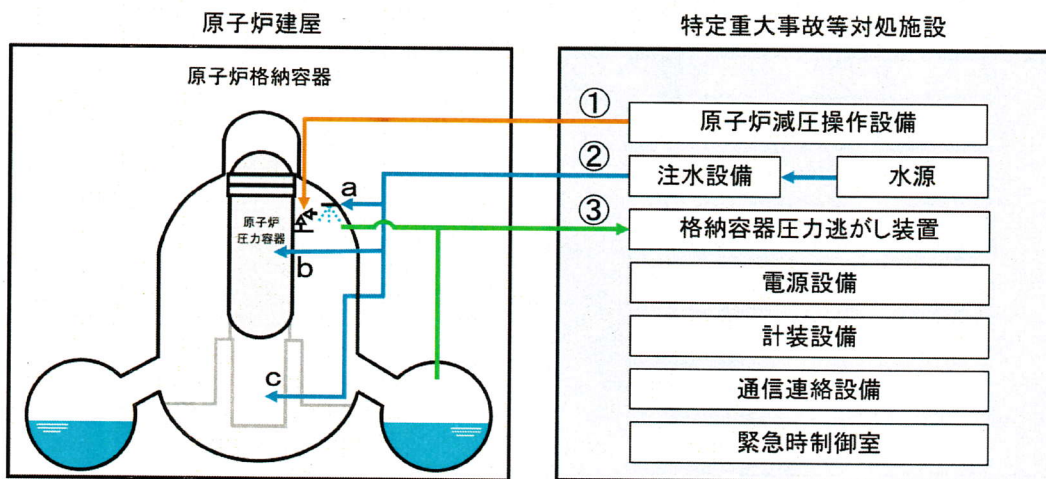 原子炉建屋
特定重大事故等対処施設
原子炉格納容器
①
原子炉減圧操作設備
②
注水設備
水源
a
原子炉
圧力容器
③
格納容器圧力逃がし装置
b
電源設備
計装設備
c
通信連絡設備
緊急時制御室